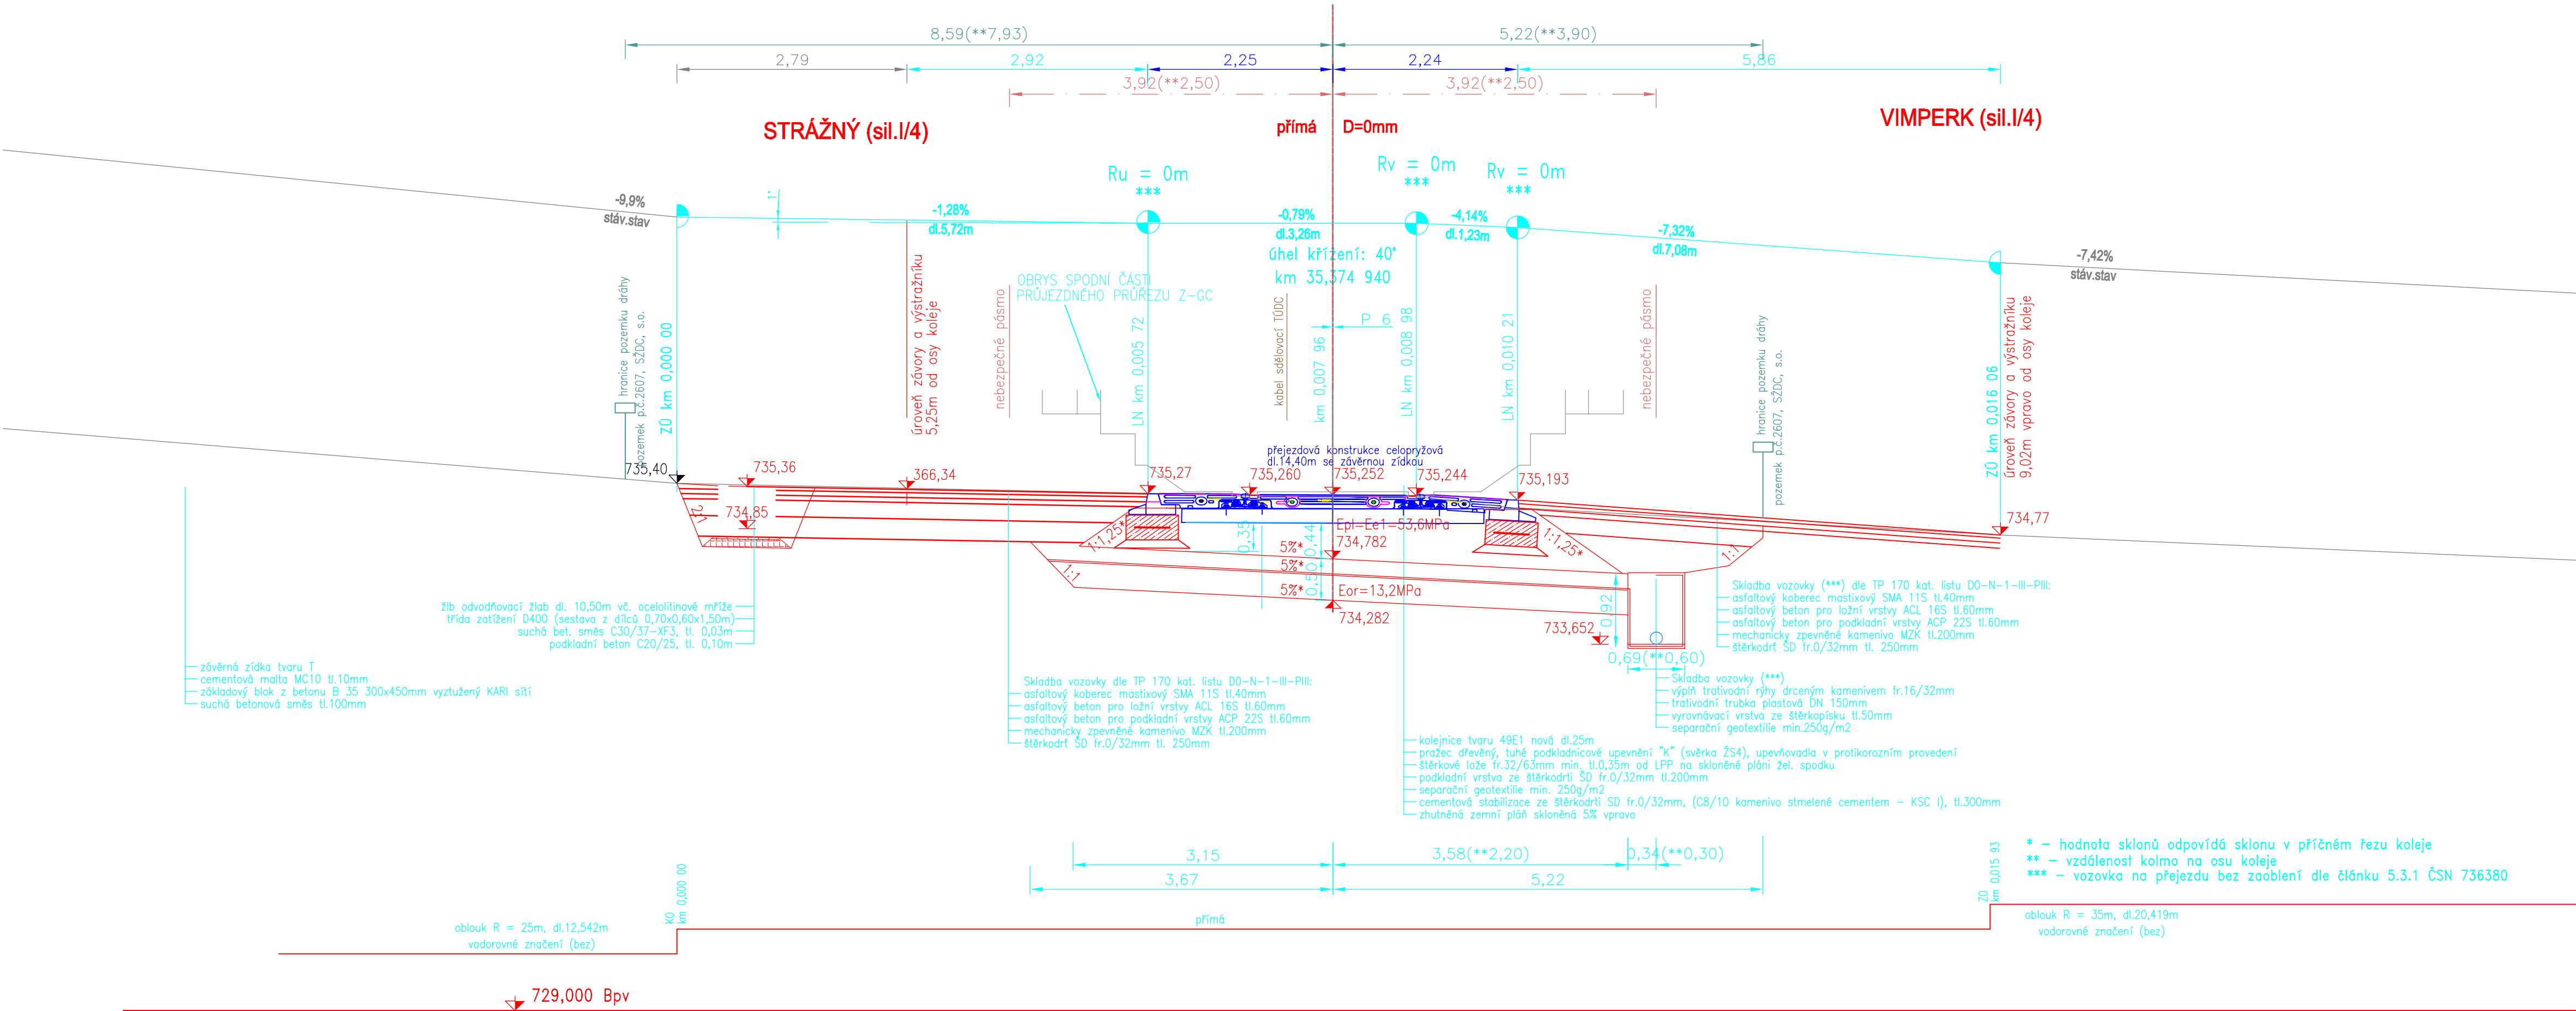 8,59(**7,93)
5,22(**3,90)
2,79
2,92
2,25
2,24
5,86
3,92(**2,50)
3,92(**2,50)
STRÁŽNÝ (sil.I/4)
přímá
D=0mm
VIMPERK (sil.I/4)
Ru = 0m
***
Rv = 0m
***
Rv = 0m
***
-9,9%
stáv.stav
-1,28%
dl.5,72m
-0,79%
dl.3,26m
-4,14%
dl.1,23m
-7,32%
dl.7,08m
-7,42%
stáv.stav
úhel křížení: 40°
km 35,374 940
OBRYS SPODNÍ ČÁSTI
PRŮJEZDNÉHO PRŮŘEZU Z-GC
P 6
hranice pozemku dráhy
pozemek p.č.2607, SŽDC, s.o.
ZÚ km 0,000 00
úroveň závory a výstražníku
5,25m od osy koleje
nebezpečné pásmo
LN km 0,005 72
kabel sdělovací TÚDC
km 0,007 96
LN km 0,008 98
LN km 0,010 21
nebezpečné pásmo
hranice pozemku dráhy
pozemek p.č.2607, SŽDC, s.o.
ZÚ km 0,016 06
úroveň závory a výstražníku
9,02m vpravo od osy koleje
přejezdová konstrukce celopryžová
dl.14,40m se závěrnou zídkou
735,40
735,36
366,34
735,27
735,260
735,252
735,244
735,193
734,77
2:1
734,85
1:1,25*
1:1
0,35
0,44
0,50
5%*
5%*
5%*
Epl=Ee1=53,6MPa
734,782
Eor=13,2MPa
734,282
1:1,25*
1:1
0,92
733,652
0,69(**0,60)
žlb odvodňovací žlab dl. 10,50m vč. ocelolitinové mříže
třída zatížení D400 (sestava z dílců 0,70x0,60x1,50m)
suchá bet. směs C30/37-XF3, tl. 0,03m
podkladní beton C20/25, tl. 0,10m
závěrná zídka tvaru T
cementová malta MC10 tl.10mm
základový blok z betonu B 35 300x450mm vyztužený KARI sítí
suchá betonová směs tl.100mm
Skladba vozovky dle TP 170 kat. listu D0-N-1-III-PIII:
asfaltový koberec mastixový SMA 11S tl.40mm
asfaltový beton pro ložní vrstvy ACL 16S tl.60mm
asfaltový beton pro podkladní vrstvy ACP 22S tl.60mm
mechanicky zpevněné kamenivo MZK tl.200mm
štěrkodrť ŠD fr.0/32mm tl. 250mm
Skladba vozovky (***) dle TP 170 kat. listu D0-N-1-III-PIII:
asfaltový koberec mastixový SMA 11S tl.40mm
asfaltový beton pro ložní vrstvy ACL 16S tl.60mm
asfaltový beton pro podkladní vrstvy ACP 22S tl.60mm
mechanicky zpevněné kamenivo MZK tl.200mm
štěrkodrť ŠD fr.0/32mm tl. 250mm
Skladba vozovky (***)
výplň trativodní rýhy drceným kamenivem fr.16/32mm
trativodní trubka plastová DN 150mm
vyrovnávací vrstva ze štěrkopísku tl.50mm
separační geotextilie min.250g/m2
kolejnice tvaru 49E1 nová dl.25m
pražec dřevěný, tuhé podkladnicové upevnění "K" (svěrka ŽS4), upevňovadla v protikorozním provedení
štěrkové lože fr.32/63mm min. tl.0,35m od LPP na skloněné pláni žel. spodku
podkladní vrstva ze štěrkodrti ŠD fr.0/32mm tl.200mm
separační geotextilie min. 250g/m2
cementová stabilizace ze štěrkodrti SD fr.0/32mm, (C8/10 kamenivo stmelené cementem - KSC I), tl.300mm
zhutněná zemní pláň skloněná 5% vpravo
3,15
3,58(**2,20)
0,34(**0,30)
3,67
5,22
* - hodnota sklonů odpovídá sklonu v příčném řezu koleje
** - vzdálenost kolmo na osu koleje
*** - vozovka na přejezdu bez zaoblení dle článku 5.3.1 ČSN 736380
KO
km 0,000 00
ZO
km 0,015 93
oblouk R = 25m, dl.12,542m
vodorovné značení (bez)
přímá
oblouk R = 35m, dl.20,419m
vodorovné značení (bez)
729,000 Bpv